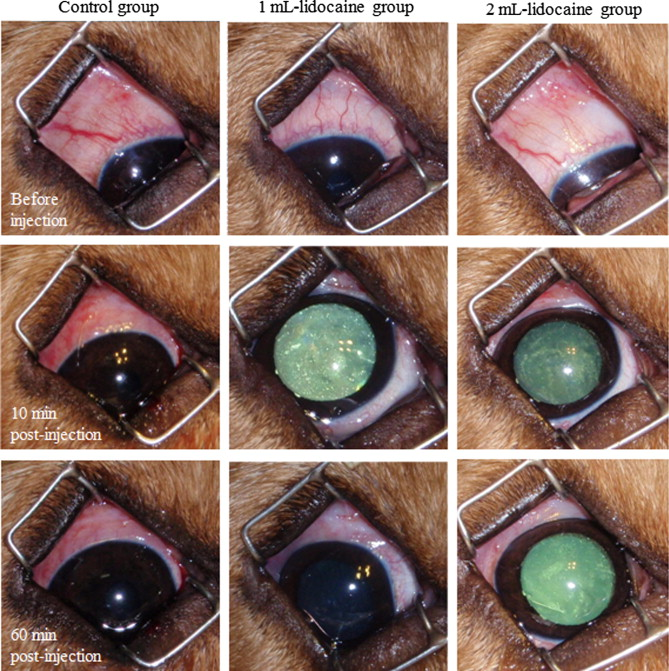 Control group
1 mL-lidocaine group
2 mL-lidocaine group
Before
injection
10 min
post-injection
60 min
post-injection